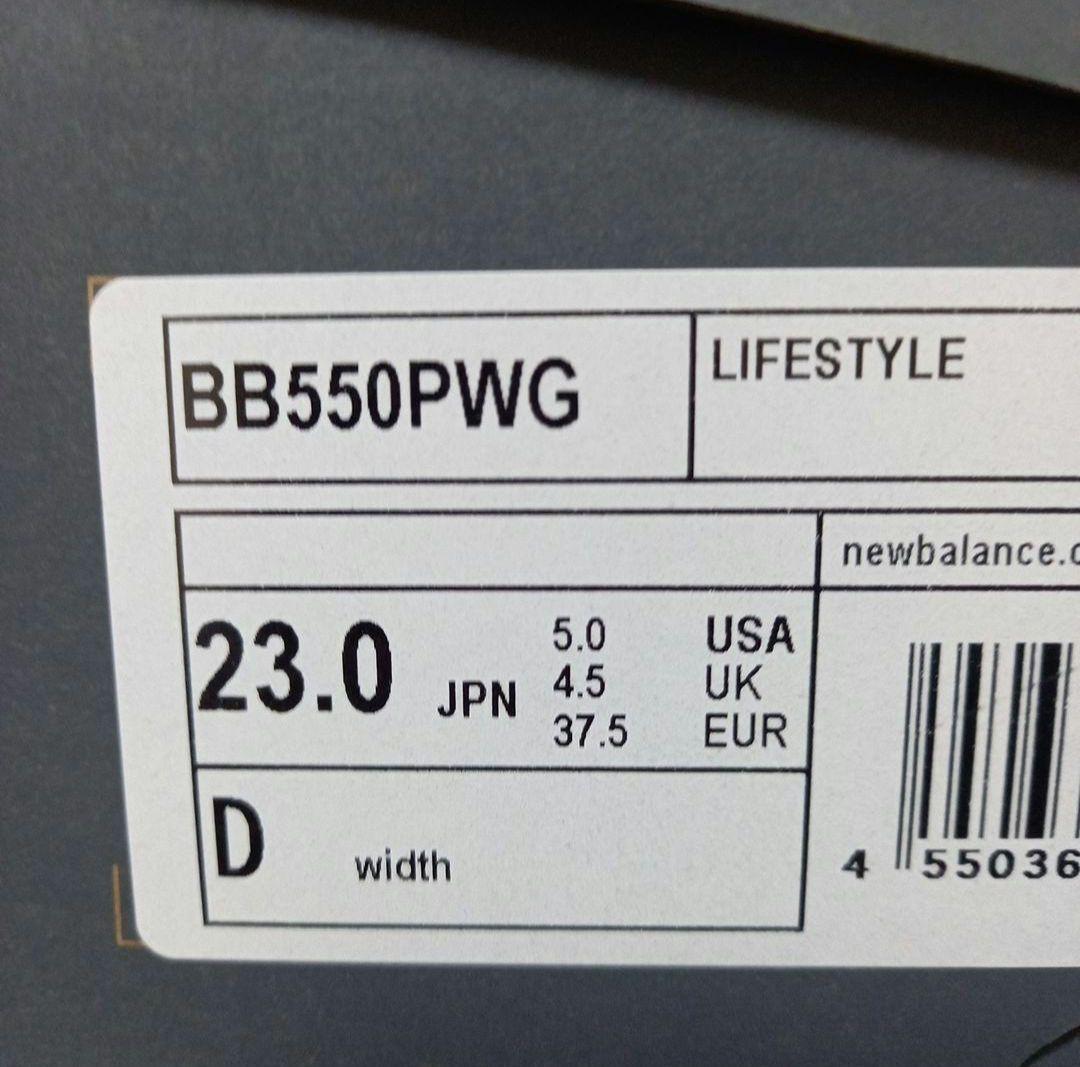 BB550PWG
LIFESTYLE
newbalance.c
23.0 JPN
5.0 USA
4.5 UK
37.5 EUR
D width
4 55036